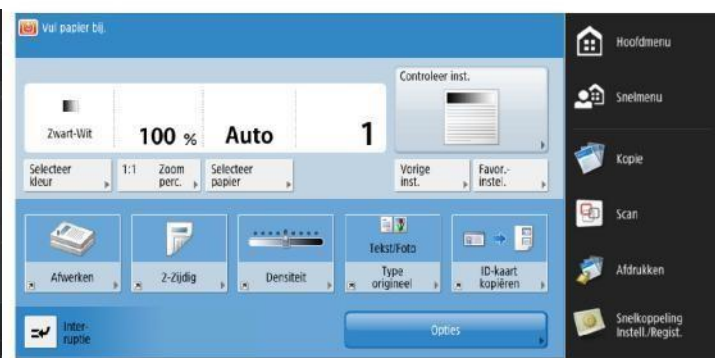 Vul papier bij.
Controleer inst.
Zwart-Wit
100 %
Auto
1
Selecteer
kleur
1:1
Zoom
perc.
Selecteer
papier
Vorige
inst.
Favor.-
instel.
Afwerken
2-Zijdig
Densiteit
Tekst/Foto
Type
origineel
ID-kaart
kopiëren
Inter-
ruptie
Opties
Hoofdmenu
Snelmenu
Kopie
Scan
Afdrukken
Snelkoppeling
Instell./Regist.